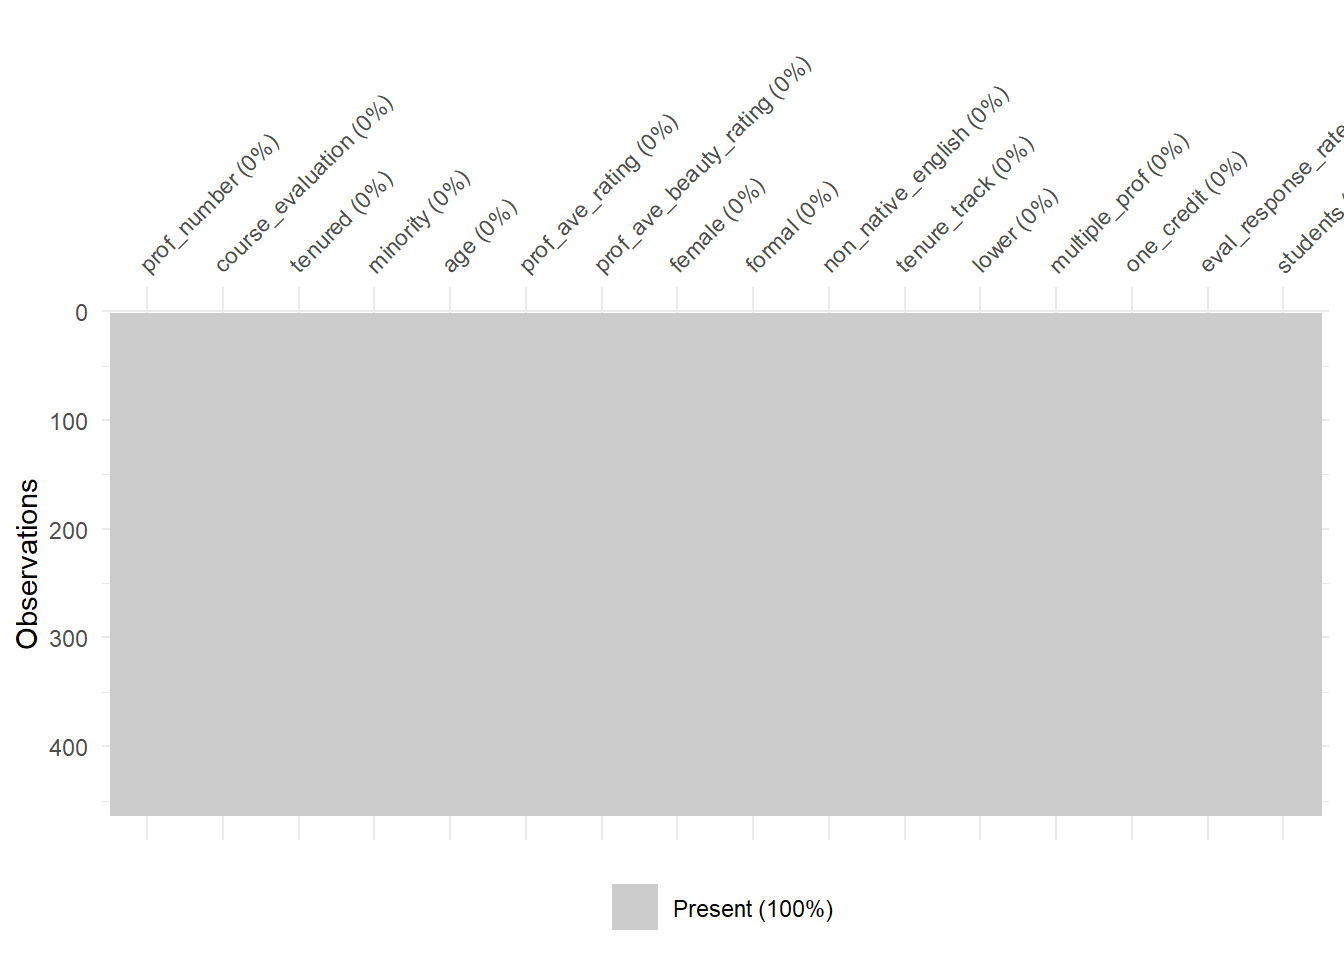 prof_number (0%)
course_evaluation (0%)
tenured (0%)
minority (0%)
age (0%)
prof_ave_rating (0%)
prof_ave_beauty_rating (0%)
female (0%)
formal (0%)
non_native_english (0%)
tenure_track (0%)
lower (0%)
multiple_prof (0%)
one_credit (0%)
eval_response_rate
students (
0
100
200
300
400
Observations
Present (100%)